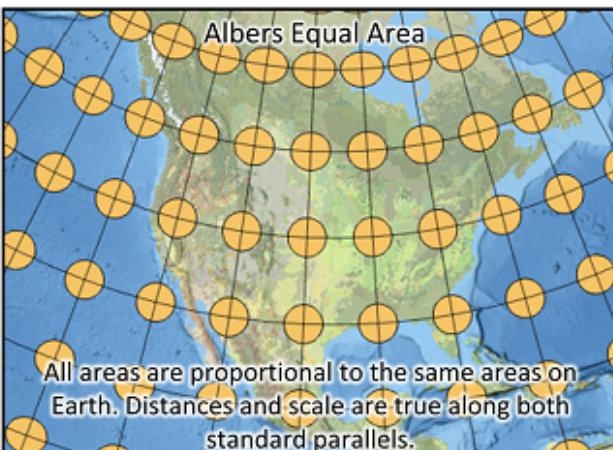 Albers Equal Area
All areas are proportional to the same areas on
Earth. Distances and scale are true along both
standard parallels.